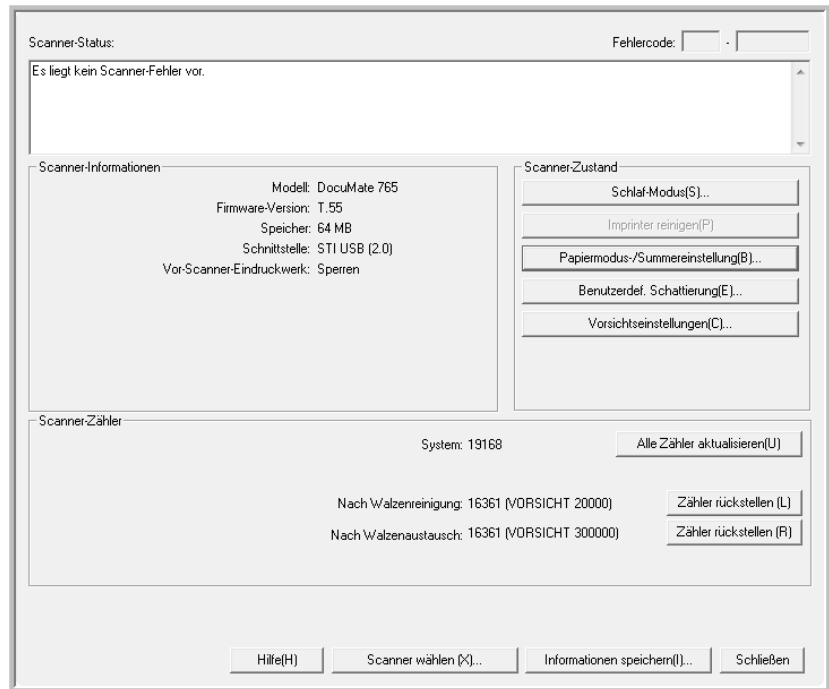 Scanner-Status:
Fehlercode: -
Es liegt kein Scanner-Fehler vor.
Scanner-Informationen
Modell: DocuMate 765
Firmware-Version: T.55
Speicher: 64 MB
Schnittstelle: STI USB (2.0)
Vor-Scanner-Eindruckwerk: Sperren
Scanner-Zustand
Schlaf-Modus(S)...
Imprinter reinigen(P)
Papiermodus-/Summereinstellung(B)...
Benutzerdef. Schattierung(E)...
Vorsichtseinstellungen(C)...
Scanner-Zähler
System: 19168
Alle Zähler aktualisieren(U)
Nach Walzenreinigung: 16361 (VORSICHT 20000)
Zähler rückstellen (L)
Nach Walzenaustausch: 16361 (VORSICHT 300000)
Zähler rückstellen (R)
Hilfe(H)
Scanner wählen (X)...
Informationen speichern(I)...
Schließen